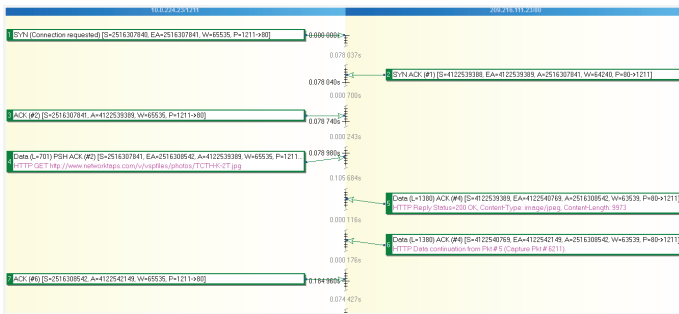 10.0.224.23/1211
209.216.111.23/80
1 SYN (Connection requested) [S=2516307840, EA=2516307841, W=65535, P=1211->80]
0.000 000s
0.078 037s
2 SYN ACK (#1) [S=4122539388, EA=4122539389, A=2516307841, W=64240, P=80->1211]
0.078 040s
0.000 700s
3 ACK (#2) [S=2516307841, A=4122539389, W=65535, P=1211->80]
0.078 740s
0.000 243s
4 Data (L=701) PSH ACK (#2) [S=2516307841, EA=2516308542, A=4122539389, W=65535, P=1211...
HTTP GET http://www.networktaps.com/v/vspfiles/photos/TCTH-K-2T.jpg
0.078 980s
0.105 684s
5 Data (L=1380) ACK (#4) [S=4122539389, EA=4122540769, A=2516308542, W=63539, P=80->1211]
HTTP Reply Status=200 OK, Content-Type: image/jpeg, Content-Length: 9973
0.000 116s
6 Data (L=1380) ACK (#4) [S=4122540769, EA=4122542149, A=2516308542, W=63539, P=80->1211]
HTTP Data continuation from Pkt # 5 (Capture Pkt # 6211)
0.000 176s
7 ACK (#6) [S=2516308542, A=4122542149, W=65535, P=1211->80]
0.184 960s
0.074 427s